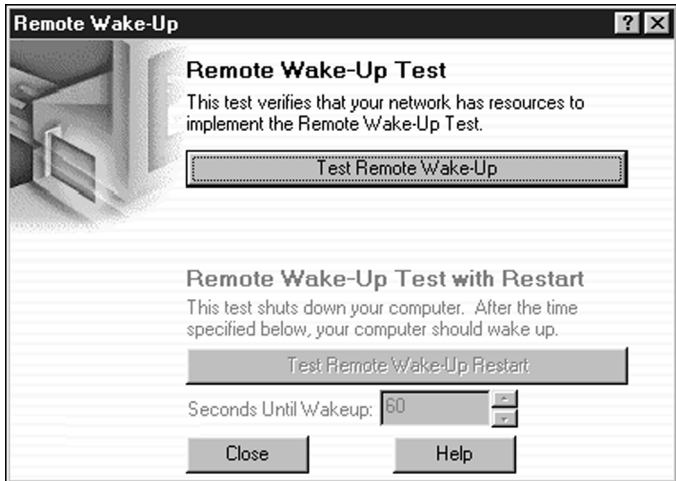 Remote Wake-Up
Remote Wake-Up Test
This test verifies that your network has resources to
implement the Remote Wake-Up Test.
Test Remote Wake-Up
Remote Wake-Up Test with Restart
This test shuts down your computer. After the time
specified below, your computer should wake up.
Test Remote Wake-Up Restart
Seconds Until Wakeup: 60
Close Help